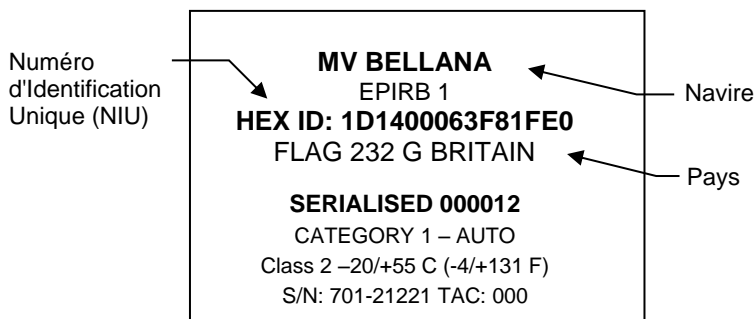 Numéro
d'Identification
Unique (NIU)
MV BELLANA
EPIRB 1
HEX ID: 1D1400063F81FE0
FLAG 232 G BRITAIN
SERIALISED 000012
CATEGORY 1 – AUTO
Class 2 –20/+55 C (-4/+131 F)
S/N: 701-21221 TAC: 000
Navire
Pays